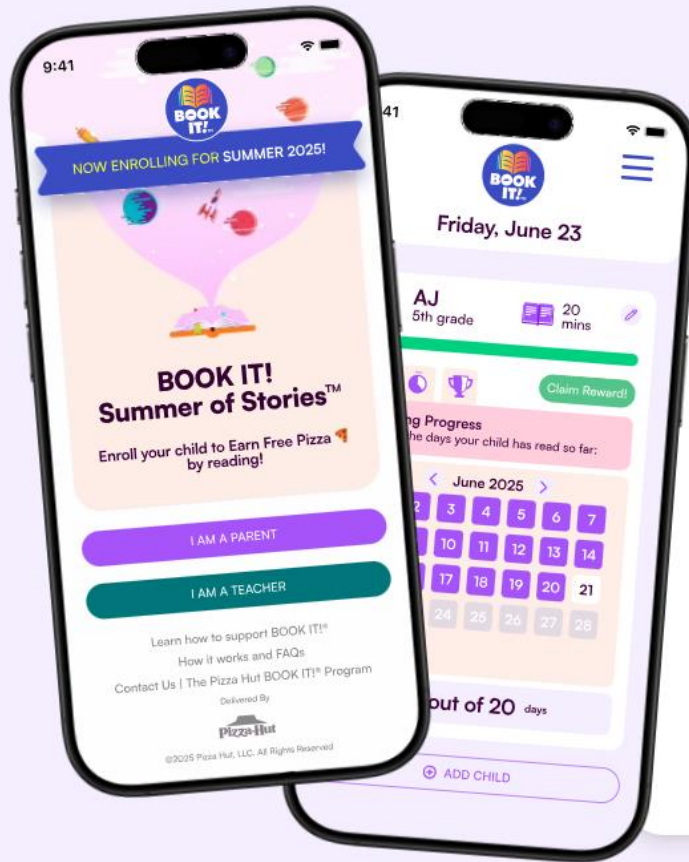 9:41
BOOK
IT!™
NOW ENROLLING FOR SUMMER 2025!
BOOK IT!
Summer of Stories™
Enroll your child to Earn Free Pizza 🍕
by reading!
I AM A PARENT
I AM A TEACHER
Learn how to support BOOK IT!®
How it works and FAQs
Contact Us | The Pizza Hut BOOK IT!® Program
Delivered By
Pizza Hut
©2025 Pizza Hut, LLC. All Rights Reserved
41
BOOK
IT!™
Friday, June 23
AJ
5th grade
20
mins
Claim Reward!
ng Progress
he days your child has read so far:
< June 2025 >
2 3 4 5 6 7
10 11 12 13 14
17 18 19 20 21
24 25 26 27 28
out of 20 days
ADD CHILD